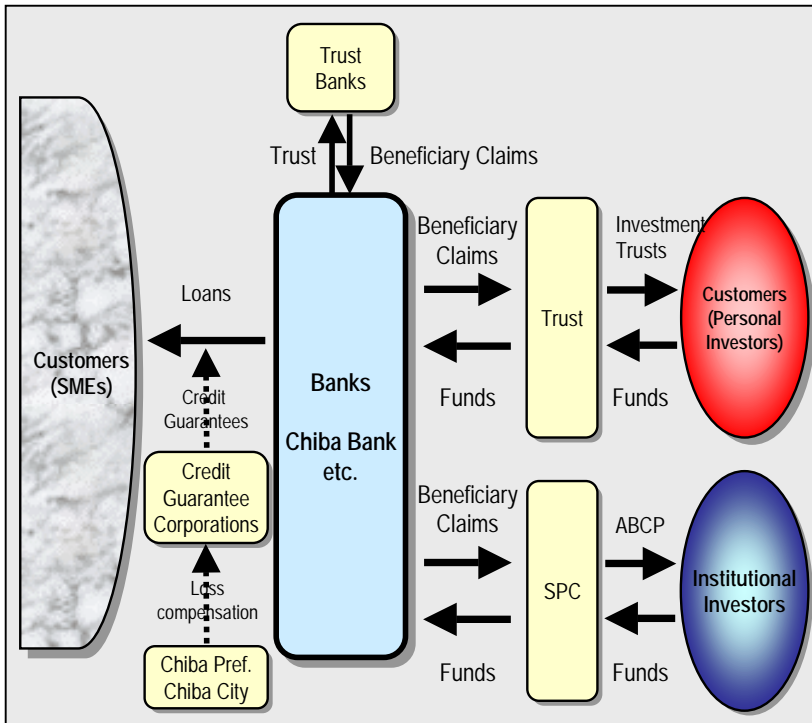 Trust
Banks
Trust
Beneficiary Claims
Loans
Customers
(SMEs)
Credit
Guarantees
Credit
Guarantee
Corporations
Loss
compensation
Chiba Pref.
Chiba City
Banks
Chiba Bank
etc.
Beneficiary
Claims
Funds
Trust
Investment
Trusts
Funds
Customers
(Personal
Investors)
Beneficiary
Claims
Funds
SPC
ABCP
Funds
Institutional
Investors